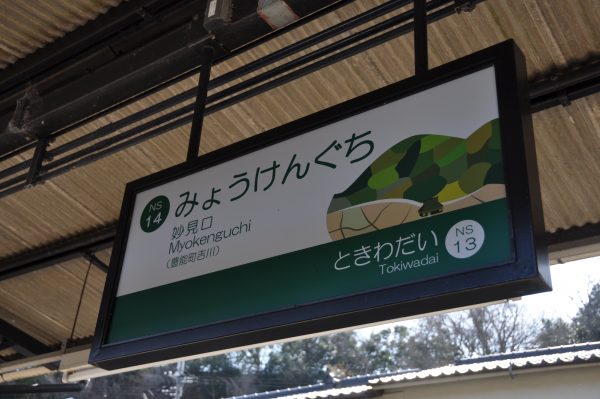 NS
14
みょうけんぐち
妙見口
Myokenguchi
(豊能町吉川)
ときわだい
Tokiwadai
NS
13